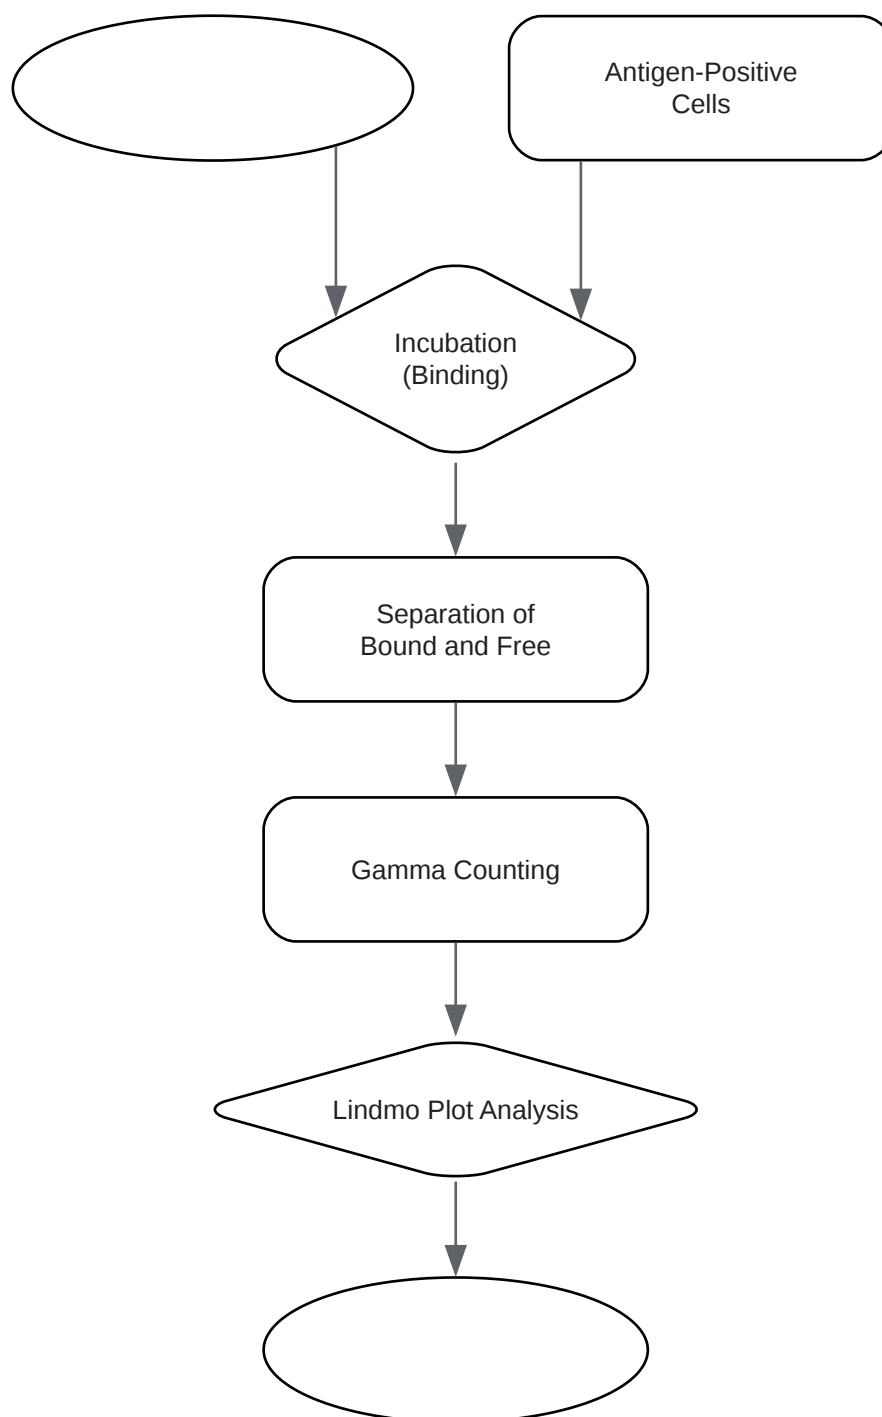 Antigen-Positive
Cells
Incubation
(Binding)
Separation of
Bound and Free
Gamma Counting
Lindmo Plot Analysis